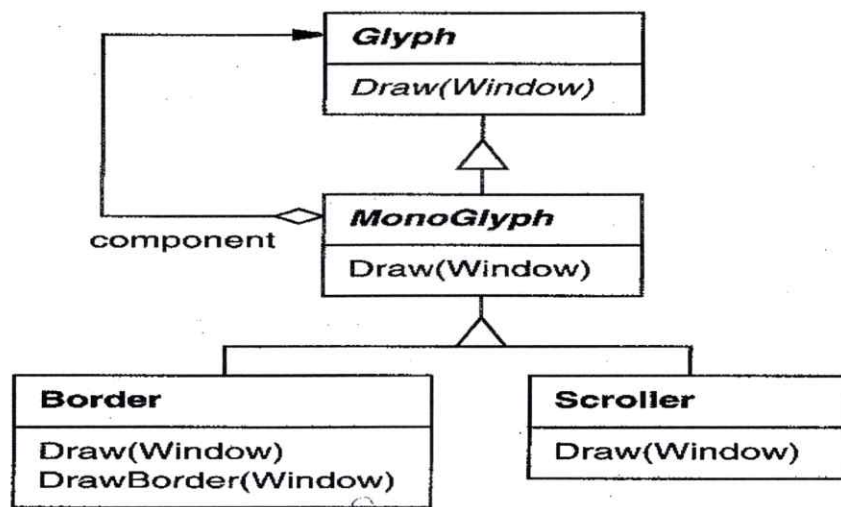 Glyph
Draw(Window)
MonoGlyph
component
Draw(Window)
Border
Scroller
Draw(Window)
Draw(Window)
DrawBorder(Window)